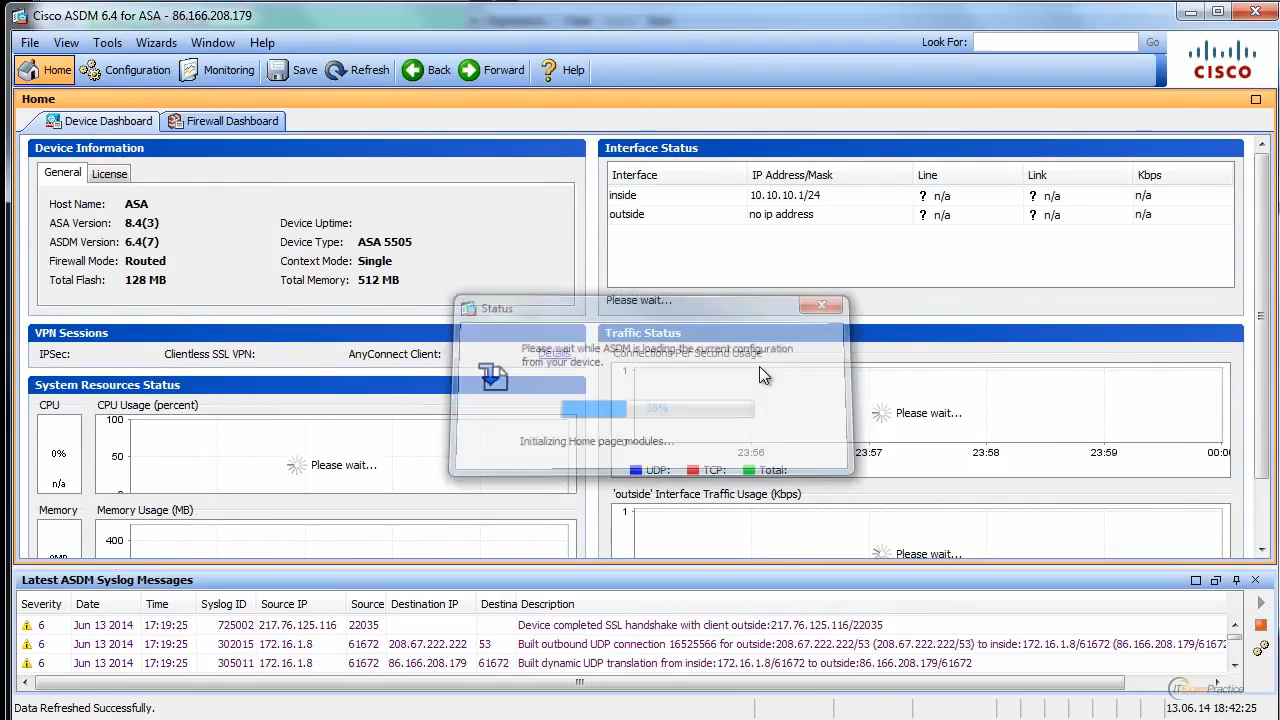 Cisco ASDM 6.4 for ASA - 86.166.208.179
File View Tools Wizards Window Help Look For: Go
Home Configuration Monitoring Save Refresh Back Forward Help
CISCO
Home
Device Dashboard Firewall Dashboard
Device Information
General License
Host Name: ASA
ASA Version: 8.4(3) Device Uptime:
ASDM Version: 6.4(7) Device Type: ASA 5505
Firewall Mode: Routed Context Mode: Single
Total Flash: 128 MB Total Memory: 512 MB
Interface Status
Interface IP Address/Mask Line Link Kbps
inside 10.10.10.1/24 ? n/a ? n/a n/a
outside no ip address ? n/a ? n/a n/a
Please wait...
VPN Sessions
IPSec: Clientless SSL VPN: AnyConnect Client: Details
System Resources Status
CPU CPU Usage (percent)
100
50
0
0%
n/a
Please wait...
Memory Memory Usage (MB)
400
0MB
Status
Please wait while ASDM is loading the current configuration
from your device.
35%
Initializing Home page modules...
Traffic Status
Connections Per Second Usage
1
0
Please wait...
23:56 23:57 23:58 23:59 00:0
UDP: TCP: Total:
'outside' Interface Traffic Usage (Kbps)
1
Please wait...
Latest ASDM Syslog Messages
Severity Date Time Syslog ID Source IP Source Destination IP Destina Description
6 Jun 13 2014 17:19:25 725002 217.76.125.116 22035 Device completed SSL handshake with client outside:217.76.125.116/22035
6 Jun 13 2014 17:19:25 302015 172.16.1.8 61672 208.67.222.222 53 Built outbound UDP connection 16525566 for outside:208.67.222.222/53 (208.67.222.222/53) to inside:172.16.1.8/61672 (86.166.208.179/6167
6 Jun 13 2014 17:19:25 305011 172.16.1.8 61672 86.166.208.179 61672 Built dynamic UDP translation from inside:172.16.1.8/61672 to outside:86.166.208.179/61672
ITExamPractice
Data Refreshed Successfully. 13.06.14 18:42:25